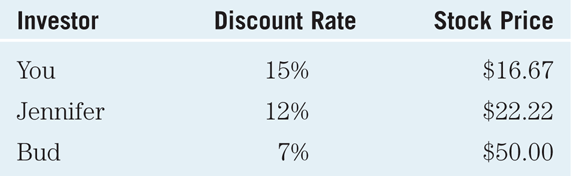 Investor Discount Rate Stock Price
You 15% $16.67
Jennifer 12% $22.22
Bud 7% $50.00